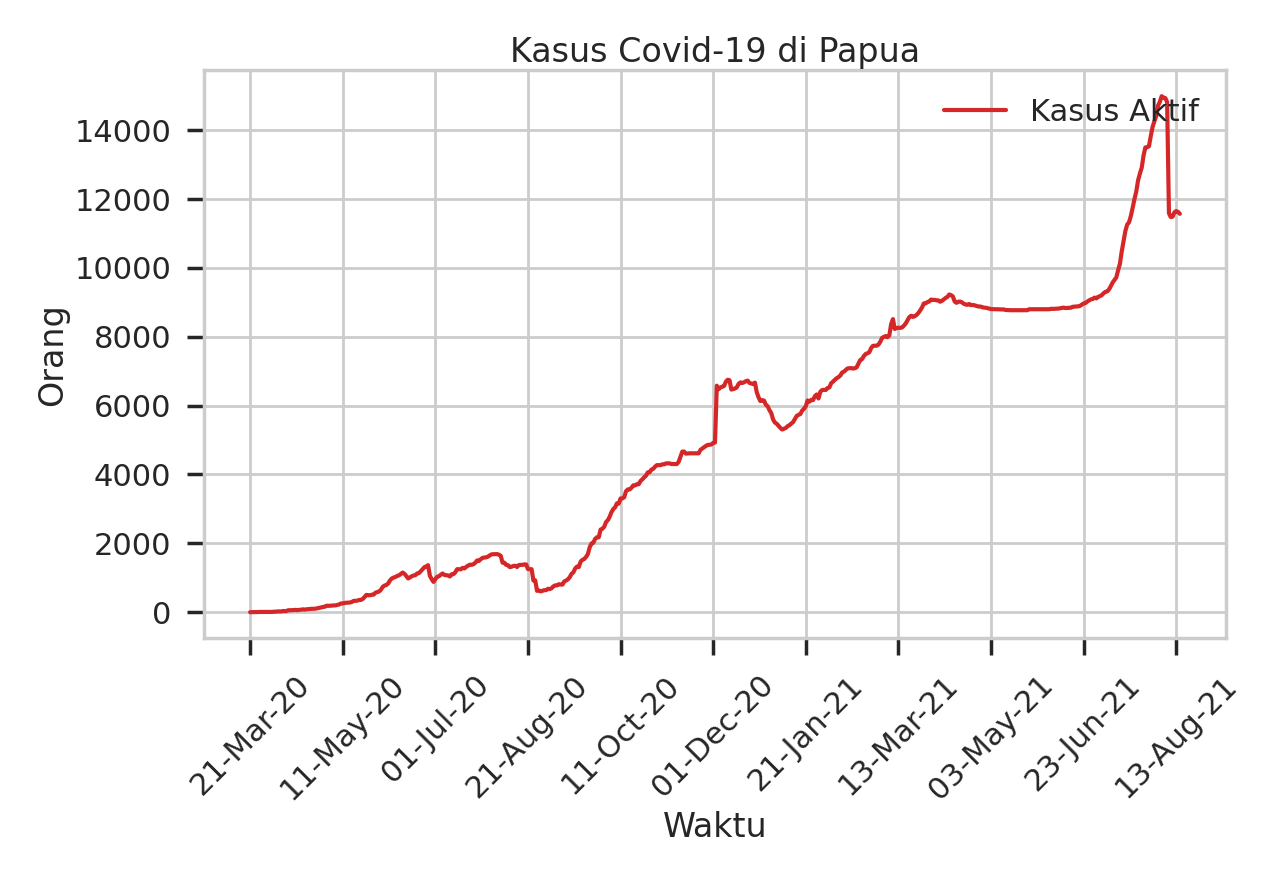 Kasus Covid-19 di Papua
Kasus Aktif
14000
12000
10000
8000
6000
4000
2000
0
Orang
21-Mar-20
11-May-20
01-Jul-20
21-Aug-20
11-Oct-20
01-Dec-20
21-Jan-21
13-Mar-21
03-May-21
23-Jun-21
13-Aug-21
Waktu